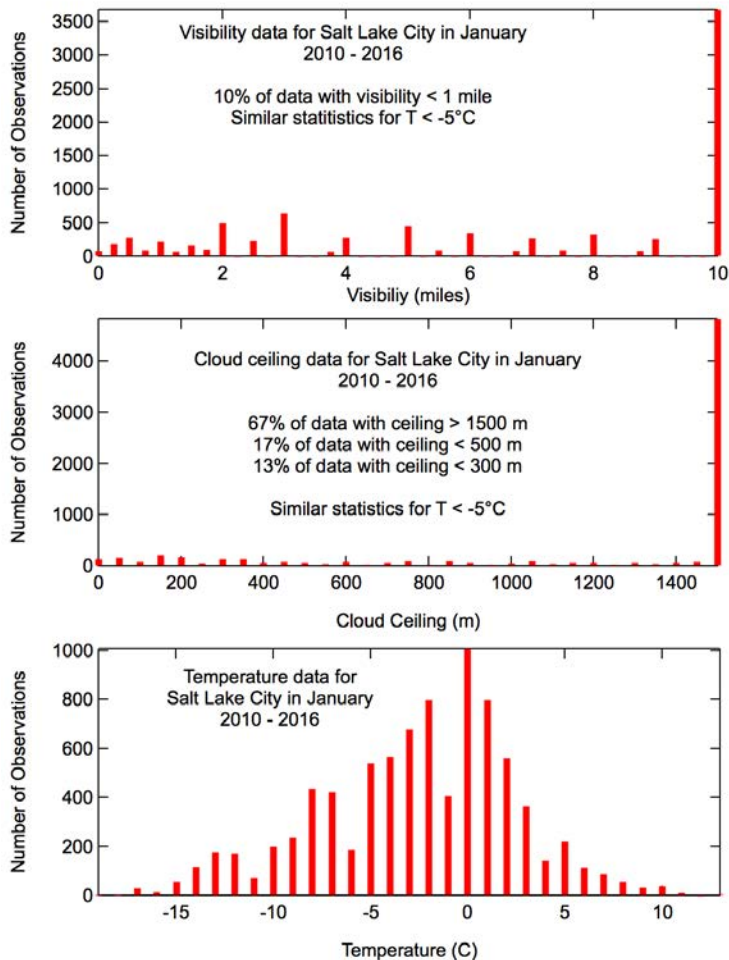 Visibility data for Salt Lake City in January
2010 - 2016
10% of data with visibility < 1 mile
Similar statitistics for T < -5°C
Number of Observations
3500
3000
2500
2000
1500
1000
500
0
0 2 4 6 8 10
Visibiliy (miles)
Cloud ceiling data for Salt Lake City in January
2010 - 2016
67% of data with ceiling > 1500 m
17% of data with ceiling < 500 m
13% of data with ceiling < 300 m
Similar statistics for T < -5°C
Number of Observations
4000
3000
2000
1000
0
0 200 400 600 800 1000 1200 1400
Cloud Ceiling (m)
Temperature data for
Salt Lake City in January
2010 - 2016
Number of Observations
1000
800
600
400
200
0
-15 -10 -5 0 5 10
Temperature (C)